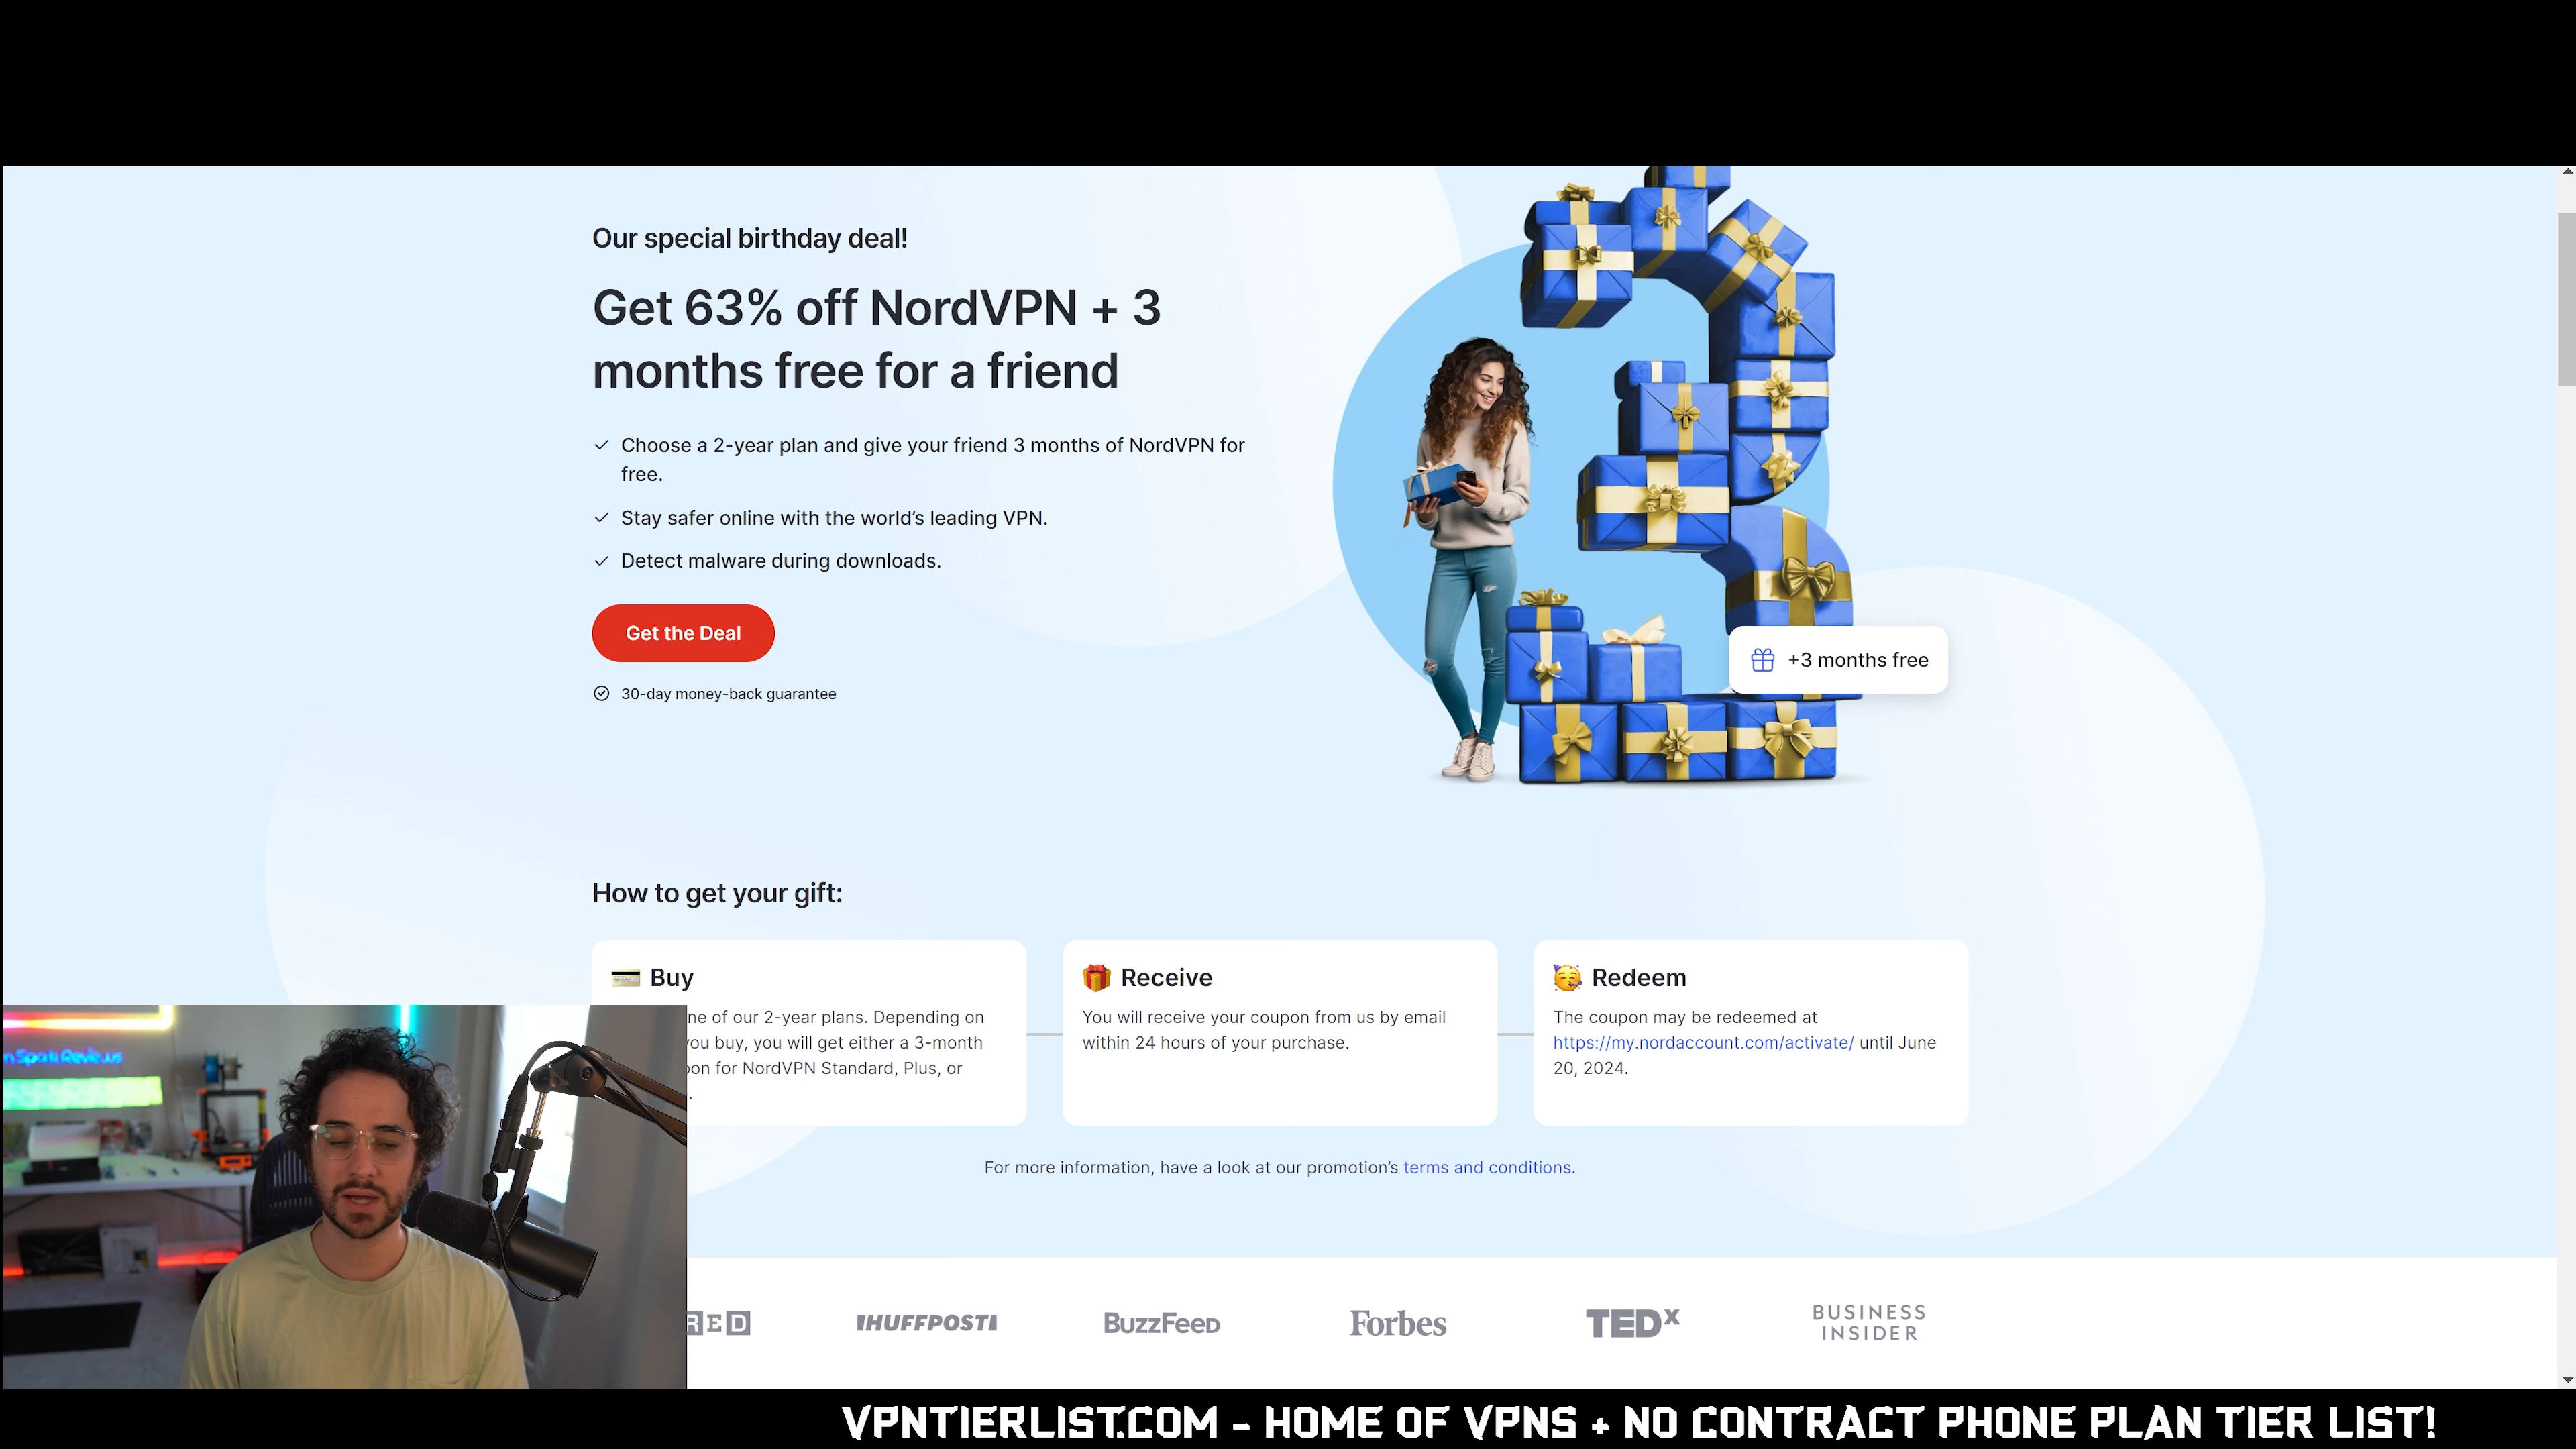 Our special birthday deal!
Get 63% off NordVPN + 3
months free for a friend
Choose a 2-year plan and give your friend 3 months of NordVPN for
free.
Stay safer online with the world's leading VPN.
Detect malware during downloads.
Get the Deal
30-day money-back guarantee
+3 months free
How to get your gift:
Buy
of our 2-year plans. Depending on
you buy, you will get either a 3-month
for NordVPN Standard, Plus, or
Receive
You will receive your coupon from us by email
within 24 hours of your purchase.
Redeem
The coupon may be redeemed at
https://my.nordaccount.com/activate/ until June
20, 2024.
For more information, have a look at our promotion's terms and conditions.
Spark Reviews
RED
HUFFPOST
BuzzFeed
Forbes
TEDx
BUSINESS
INSIDER
VPNTIERLIST.COM - HOME OF VPNS + NO CONTRACT PHONE PLAN TIER LIST!